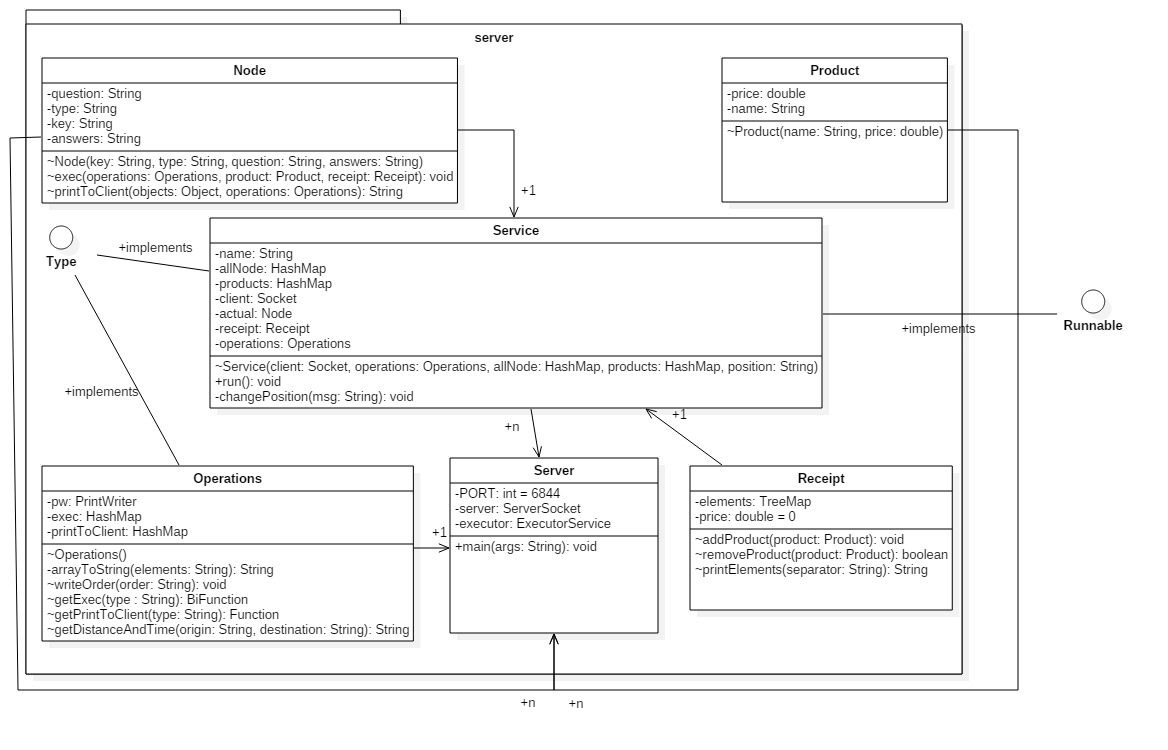 server
Node
-question: String
-type: String
-key: String
-answers: String
~Node(key: String, type: String, question: String, answers: String)
~exec(operations: Operations, product: Product, receipt: Receipt): void
~printToClient(objects: Object, operations: Operations): String
Product
-price: double
-name: String
~Product(name: String, price: double)
+1
Type
+implements
Service
-name: String
-allNode: HashMap
-products: HashMap
-client: Socket
-actual: Node
-receipt: Receipt
-operations: Operations
~Service(client: Socket, operations: Operations, allNode: HashMap, products: HashMap, position: String)
+run(): void
-changePosition(msg: String): void
+implements
Runnable
+implements
+n
+1
Operations
-pw: PrintWriter
-exec: HashMap
-printToClient: HashMap
~Operations()
-arrayToString(elements: String): String
~writeOrder(order: String): void
~getExec(type : String): BiFunction
~getPrintToClient(type: String): Function
~getDistanceAndTime(origin: String, destination: String): String
+1
Server
-PORT: int = 6844
-server: ServerSocket
-executor: ExecutorService
+main(args: String): void
Receipt
-elements: TreeMap
-price: double = 0
~addProduct(product: Product): void
~removeProduct(product: Product): boolean
~printElements(separator: String): String
+n
+n